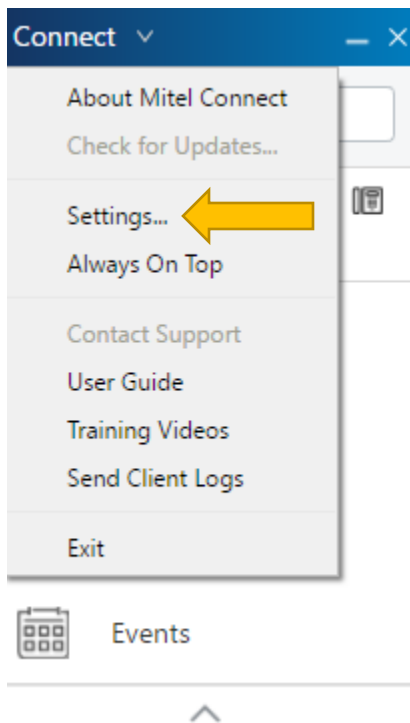 Connect
About Mitel Connect
Check for Updates...
Settings...
Always On Top
Contact Support
User Guide
Training Videos
Send Client Logs
Exit
Events